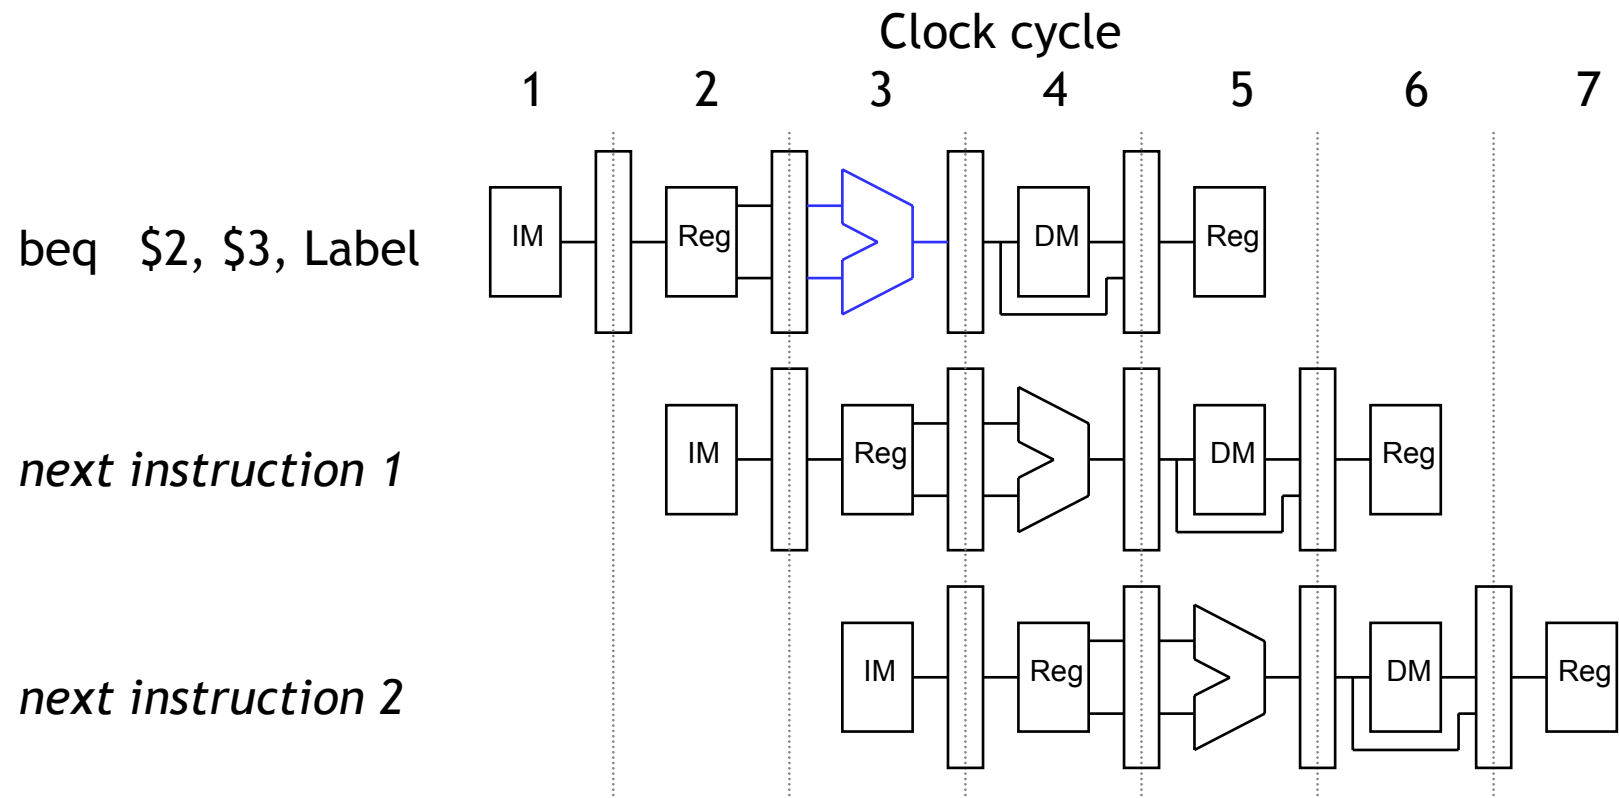 Clock cycle
1 2 3 4 5 6 7
beq $2, $3, Label IM Reg DM Reg
next instruction 1 IM Reg DM Reg
next instruction 2 IM Reg DM Reg